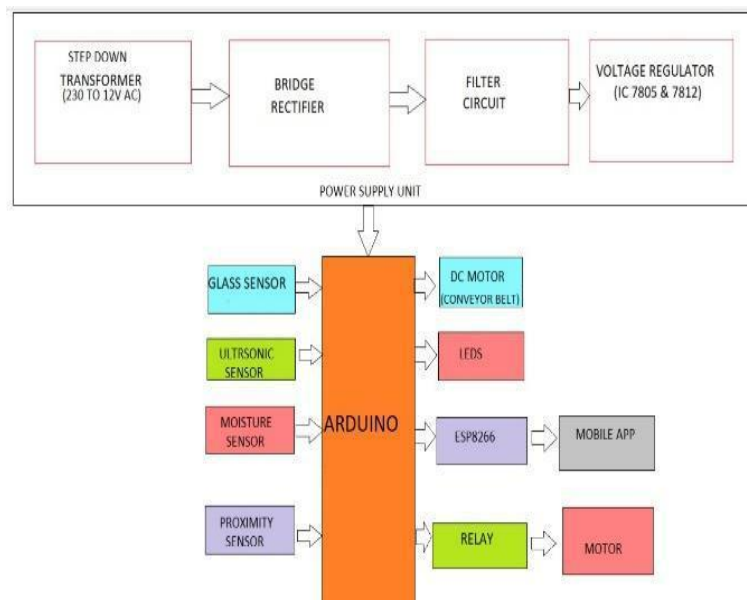 STEP DOWN
TRANSFORMER
(230 TO 12V AC)
BRIDGE
RECTIFIER
FILTER
CIRCUIT
VOLTAGE REGULATOR
(IC 7805 & 7812)
POWER SUPPLY UNIT
GLASS SENSOR
ULTRSONIC
SENSOR
MOISTURE
SENSOR
PROXIMITY
SENSOR
ARDUINO
DC MOTOR
(CONVEYOR BELT)
LEDS
ESP8266
MOBILE APP
RELAY
MOTOR